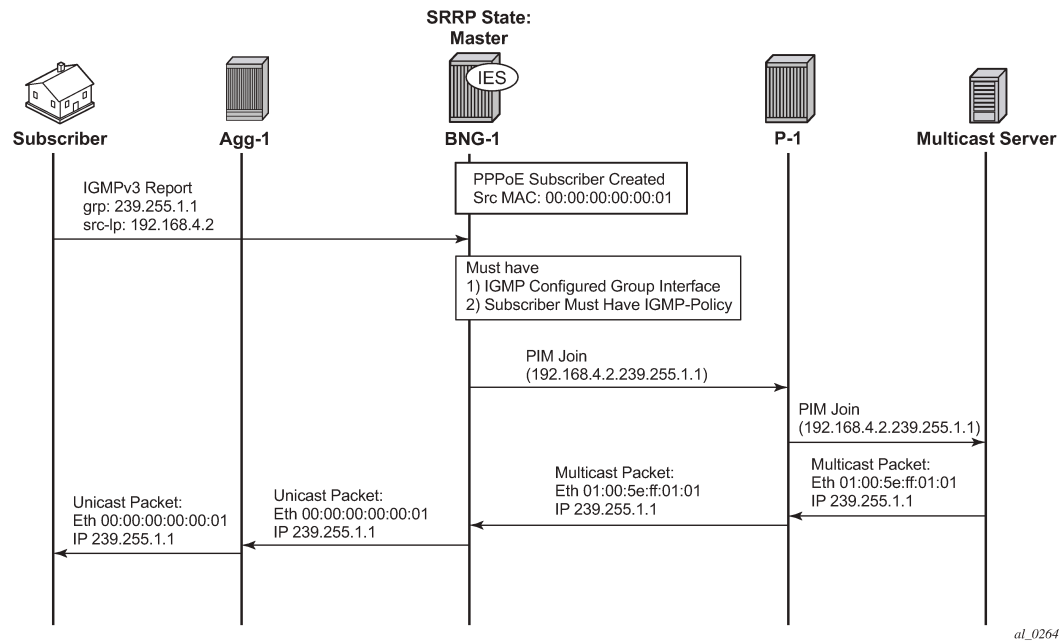 SRRP State:
Master
IES
Subscriber
Agg-1
BNG-1
P-1
Multicast Server
IGMPv3 Report
grp: 239.255.1.1
src-Ip: 192.168.4.2
PPPoE Subscriber Created
Src MAC: 00:00:00:00:00:01
Must have
1) IGMP Configured Group Interface
2) Subscriber Must Have IGMP-Policy
PIM Join
(192.168.4.2.239.255.1.1)
PIM Join
(192.168.4.2.239.255.1.1)
Multicast Packet:
Eth 01:00:5e:ff:01:01
IP 239.255.1.1
Multicast Packet:
Eth 01:00:5e:ff:01:01
IP 239.255.1.1
Unicast Packet:
Eth 00:00:00:00:00:01
IP 239.255.1.1
Unicast Packet:
Eth 00:00:00:00:00:01
IP 239.255.1.1
al_0264